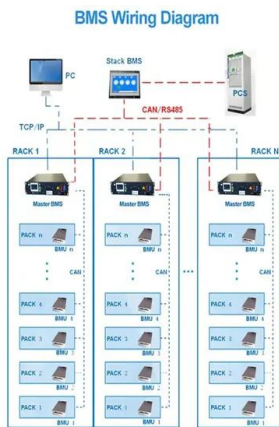 BMS Wiring Diagram
PC
Stack BMS
PCS
CAN/RS485
TCP/IP
RACK 1
RACK 2
RACK N
Master BMS
Master BMS
Master BMS
PACK n
PACK n
PACK n
BMU n
BMU n
BMU n
CAN
CAN
PACK 4
PACK 4
PACK 4
BMU 4
BMU 4
BMU 4
PACK 3
PACK 3
PACK 3
BMU 3
BMU 3
BMU 3
PACK 2
PACK 2
PACK 2
BMU 2
BMU 2
BMU 2
PACK 1
PACK 1
PACK 1
BMU 1
BMU 1
BMU 1